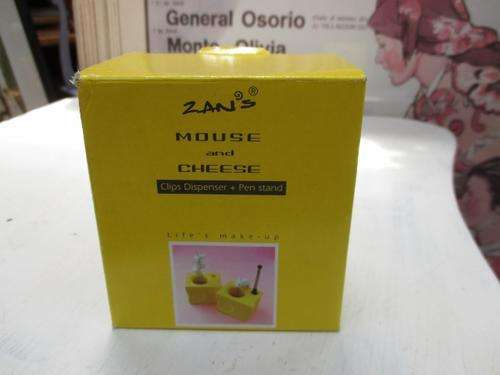 General Osorio
Monte Olivia
ZAN'S®
MOUSE
and
CHEESE
Clips Dispenser + Pen stand
Life's make-up